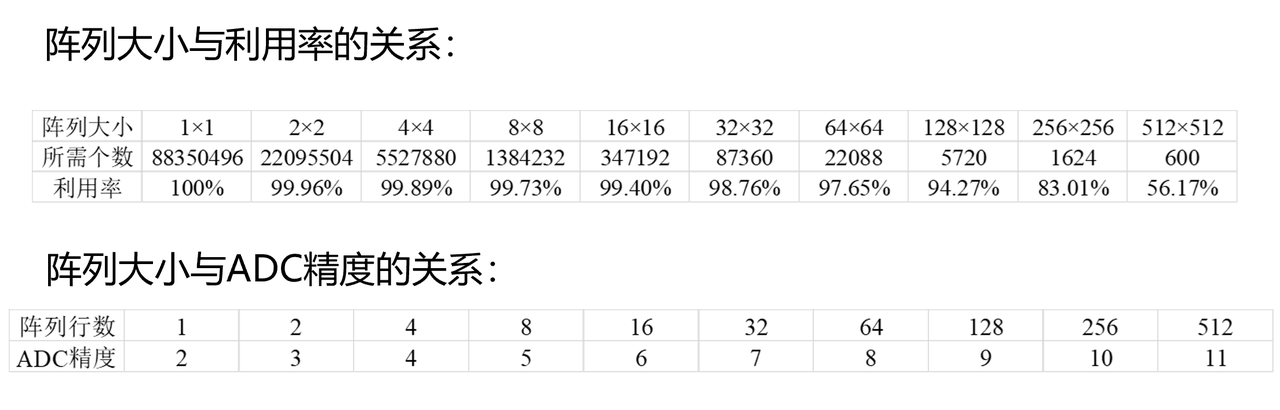 阵列大小与利用率的关系：
阵列大小 1×1 2×2 4×4 8×8 16×16 32×32 64×64 128×128 256×256 512×512
所需个数 88350496 22095504 5527880 1384232 347192 87360 22088 5720 1624 600
利用率 100% 99.96% 99.89% 99.73% 99.40% 98.76% 97.65% 94.27% 83.01% 56.17%
阵列大小与ADC精度的关系：
阵列行数 1 2 4 8 16 32 64 128 256 512
ADC精度 2 3 4 5 6 7 8 9 10 11